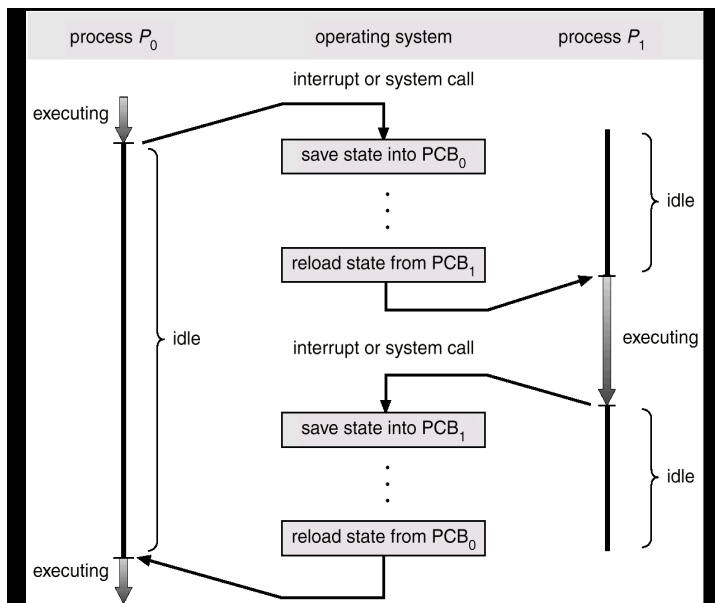 process P0 operating system process P1
interrupt or system call
executing
save state into PCB0
idle
reload state from PCB1
idle
executing
interrupt or system call
save state into PCB1
idle
reload state from PCB0
executing